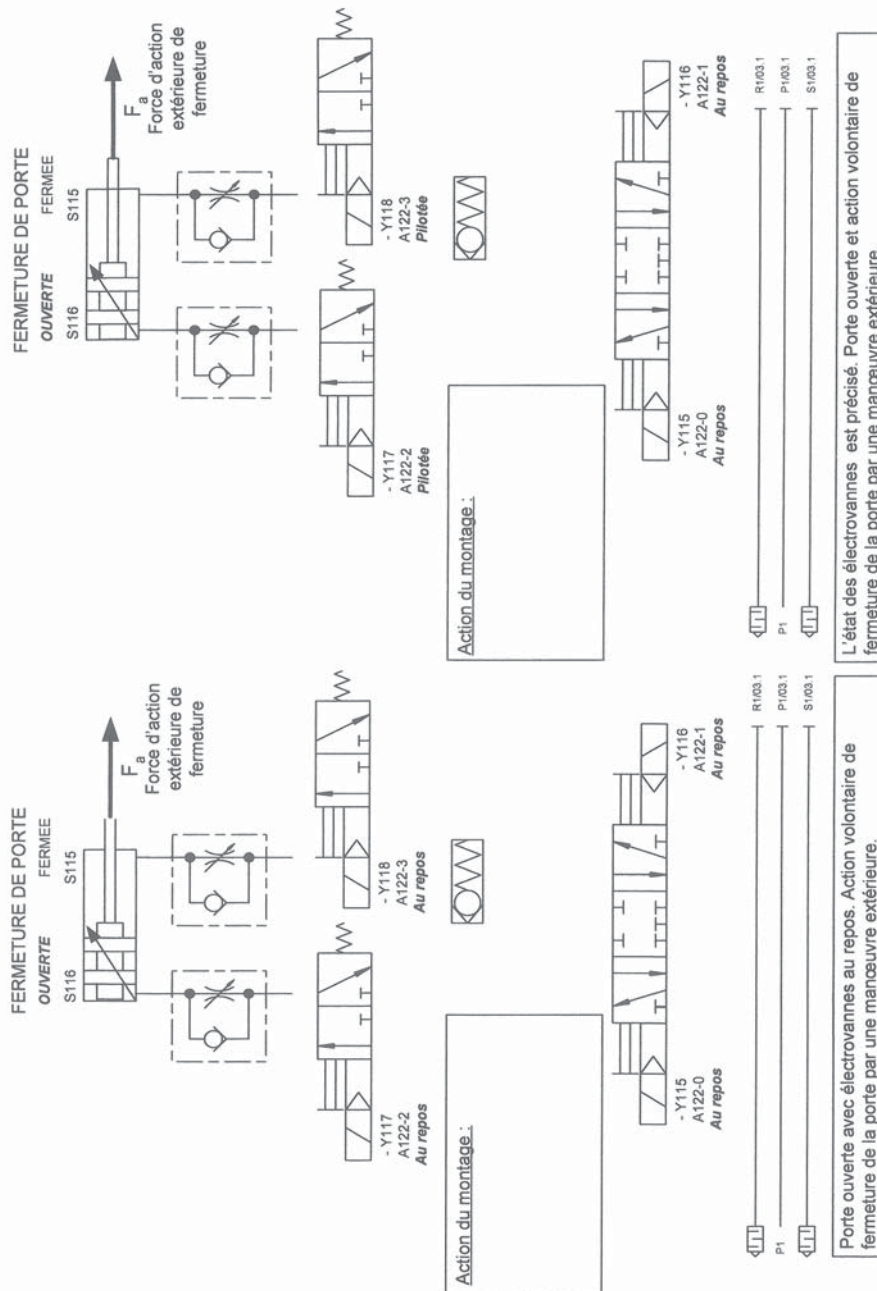 FERMETURE DE PORTE
OUVERTE
FERMEE
S116
S115
F
a
Force d'action
extérieure de
fermeture
- Y117
A122-2
Au repos
- Y118
A122-3
Au repos
Action du montage :
- Y115
A122-0
Au repos
- Y116
A122-1
Au repos
R1/03.1
P1
P1/03.1
S1/03.1
Porte ouverte avec électrovannes au repos. Action volontaire de
fermeture de la porte par une manœuvre extérieure.
FERMETURE DE PORTE
OUVERTE
FERMEE
S116
S115
F
a
Force d'action
extérieure de
fermeture
- Y117
A122-2
Pilotée
- Y118
A122-3
Pilotée
Action du montage :
- Y115
A122-0
Au repos
- Y116
A122-1
Au repos
R1/03.1
P1
P1/03.1
S1/03.1
L'état des électrovannes est précisé. Porte ouverte et action volontaire de
fermeture de la porte par une manœuvre extérieure